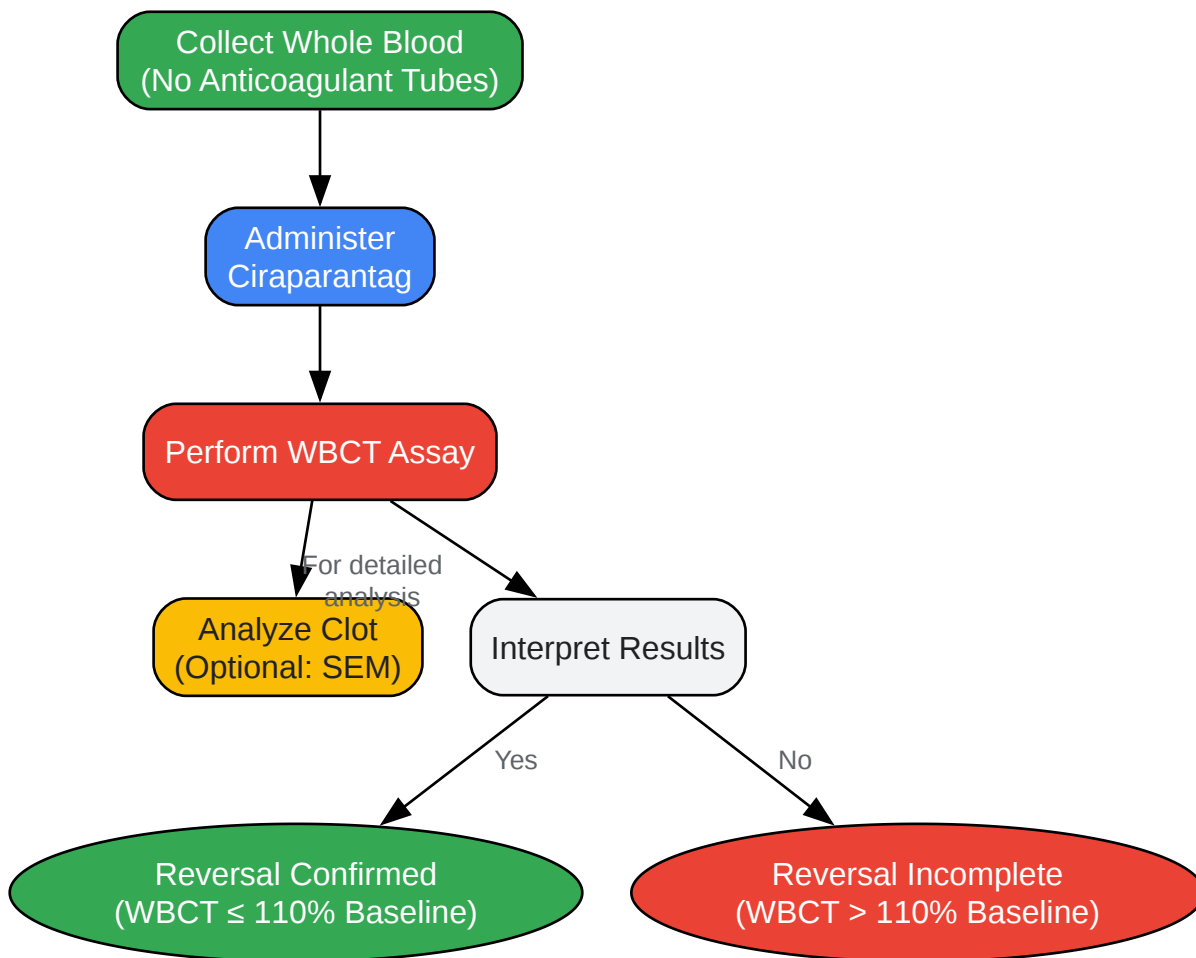 Collect Whole Blood
(No Anticoagulant Tubes)
Administer
Ciraparantag
Perform WBCT Assay
For detailed
analysis
Analyze Clot
(Optional: SEM)
Interpret Results
Yes
No
Reversal Confirmed
(WBCT ≤ 110% Baseline)
Reversal Incomplete
(WBCT > 110% Baseline)